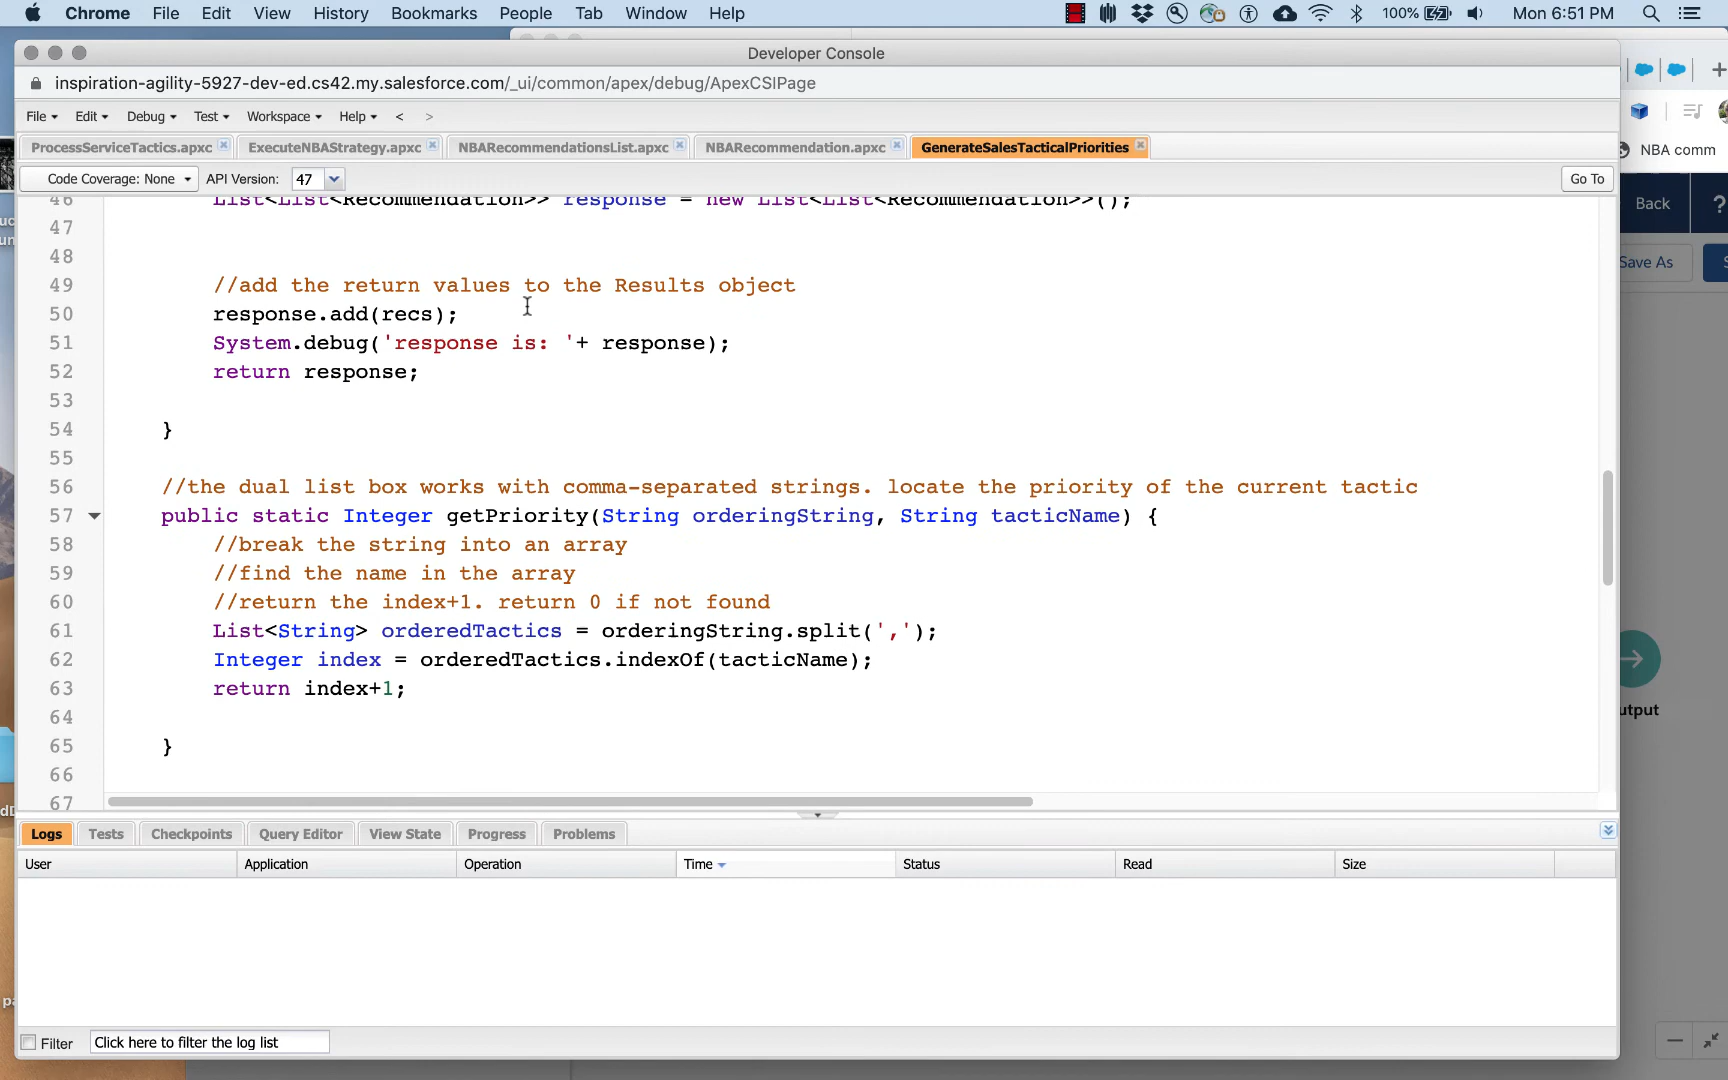 Chrome File Edit View History Bookmarks People Tab Window Help 100% Mon 6:51 PM
Developer Console
inspiration-agility-5927-dev-ed.cs42.my.salesforce.com/_ui/common/apex/debug/ApexCSIPage
File Edit Debug Test Workspace Help < >
ProcessServiceTactics.apxc ExecuteNBAStrategy.apxc NBARecommendationsList.apxc NBARecommendation.apxc GenerateSalesTacticalPriorities
NBA comm
Code Coverage: None API Version: 47 Go To
Back ?
46 List<List<Recommendation>> response = new List<List<Recommendation>>();
47
48
Save As
49 //add the return values to the Results object
50 response.add(recs);
51 System.debug('response is: '+ response);
52 return response;
53
54 }
55
56 //the dual list box works with comma-separated strings. locate the priority of the current tactic
57 public static Integer getPriority(String orderingString, String tacticName) {
58 //break the string into an array
59 //find the name in the array
60 //return the index+1. return 0 if not found
61 List<String> orderedTactics = orderingString.split(',');
62 Integer index = orderedTactics.indexOf(tacticName);
63 return index+1;
64
utput
65 }
66
67
Logs Tests Checkpoints Query Editor View State Progress Problems
User Application Operation Time Status Read Size
Filter Click here to filter the log list